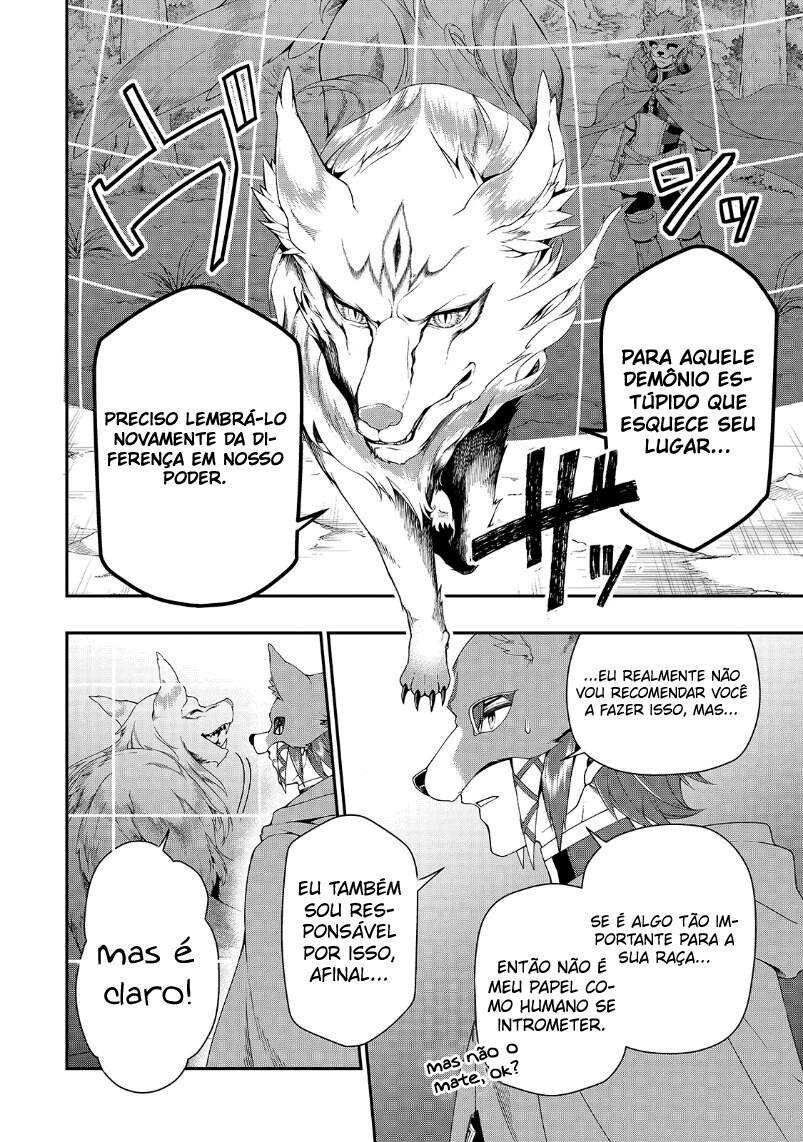 PARA AQUELE
DEMÔNIO ES-
TÚPIDO QUE
ESQUECE SEU
LUGAR...
PRECISO LEMBRÁ-LO
NOVAMENTE DA DI-
FERENÇA EM NOSSO
PODER.
...EU REALMENTE NÃO
VOU RECOMENDAR VOCÊ
A FAZER ISSO, MAS...
SE É ALGO TÃO IM-
PORTANTE PARA A
SUA RAÇA...
ENTÃO NÃO É
MEU PAPEL CO-
MO HUMANO SE
INTROMETER.
mas não o
mate, ok?
EU TAMBÉM
SOU RES-
PONSÁVEL
POR ISSO,
AFINAL...
mas é
claro!